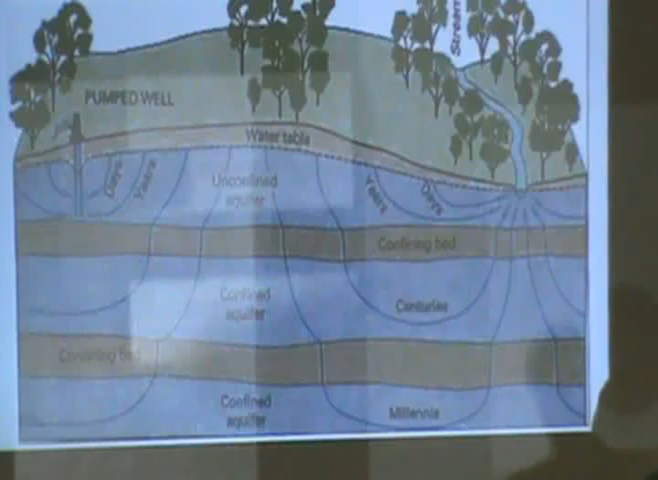 Stream
PUMPED WELL
Water table
Days
Years
Unconfined
aquifer
Years
Days
Confining bed
Confined
aquifer
Centuries
Confining bed
Confined
aquifer
Millennia